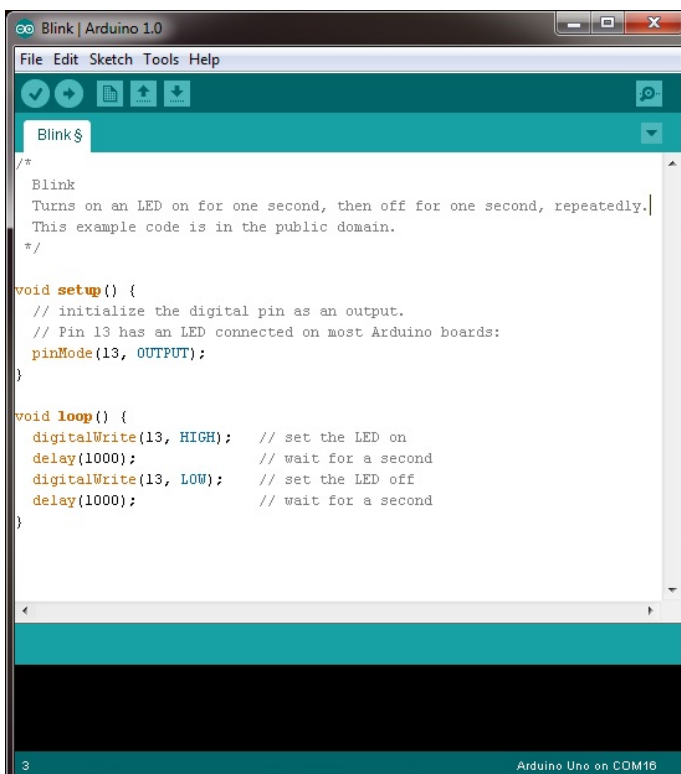 Blink | Arduino 1.0
File Edit Sketch Tools Help
Blink§
/*
  Blink
  Turns on an LED on for one second, then off for one second, repeatedly.
  This example code is in the public domain.
 */

void setup() {
  // initialize the digital pin as an output.
  // Pin 13 has an LED connected on most Arduino boards:
  pinMode(13, OUTPUT);
}

void loop() {
  digitalWrite(13, HIGH);   // set the LED on
  delay(1000);              // wait for a second
  digitalWrite(13, LOW);    // set the LED off
  delay(1000);              // wait for a second
}
3 Arduino Uno on COM16